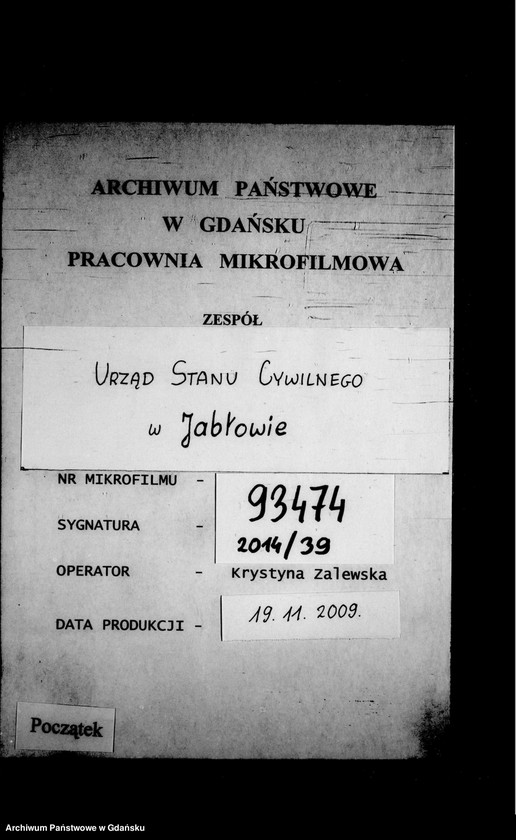 ARCHIWUM PAŃSTWOWE
W GDAŃSKU
PRACOWNIA MIKROFILMOWA
ZESPÓŁ
URZĄD STANU CYWILNEGO
w Jabłowie
NR MIKROFILMU - 93474
SYGNATURA - 2014/39
OPERATOR - Krystyna Zalewska
DATA PRODUKCJI - 19.11.2009.
Początek
Archiwum Państwowe w Gdańsku